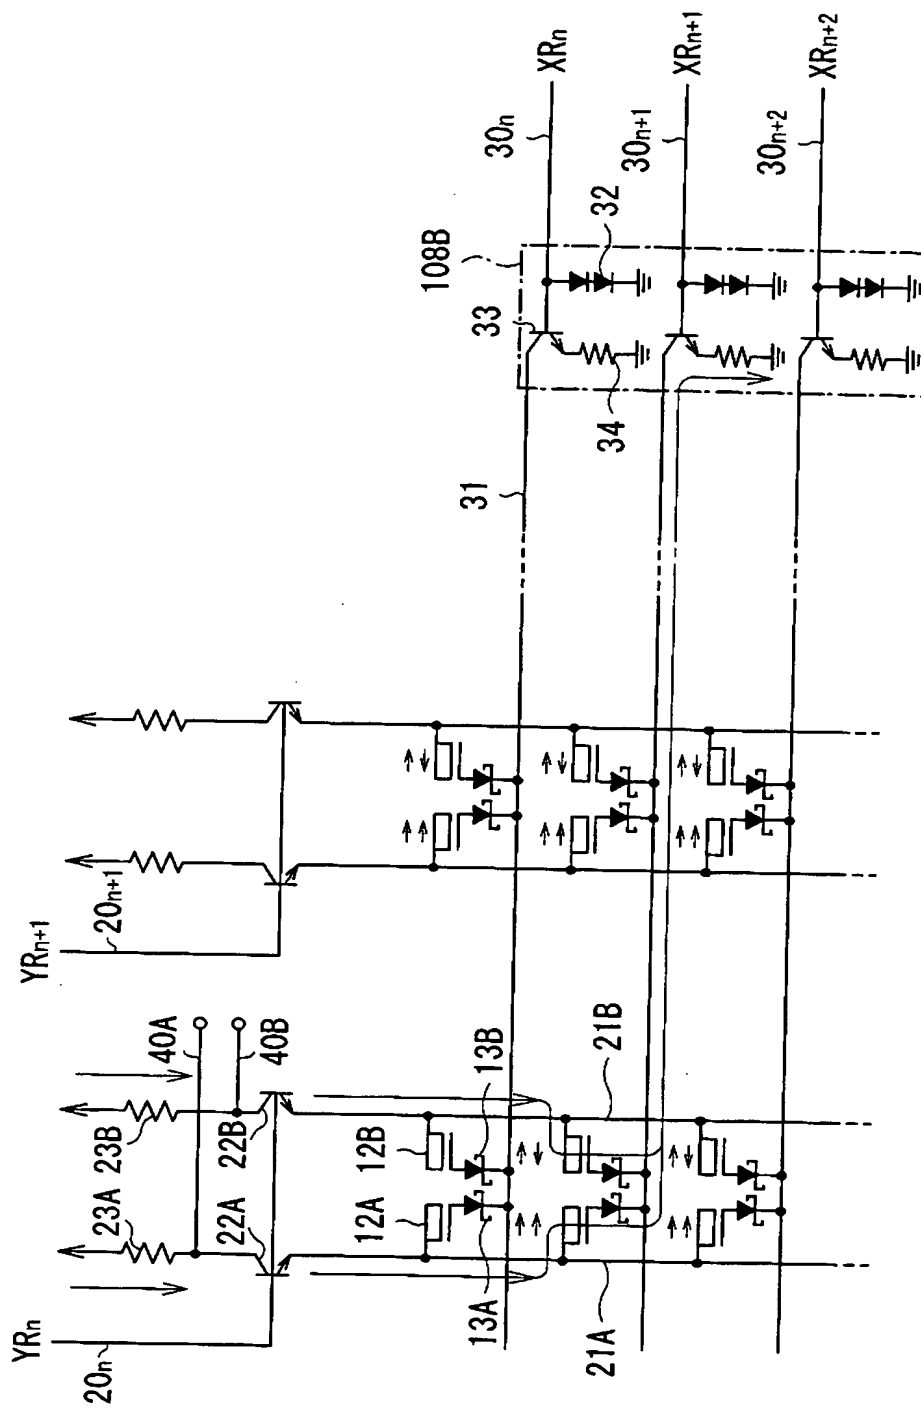 YRn
20n
YRn+1
20n+1
23A
23B
40A
40B
22A
22B
12A
12B
13A
13B
21A
21B
31
108B
33
32
34
30n
XRn
30n+1
XRn+1
30n+2
XRn+2